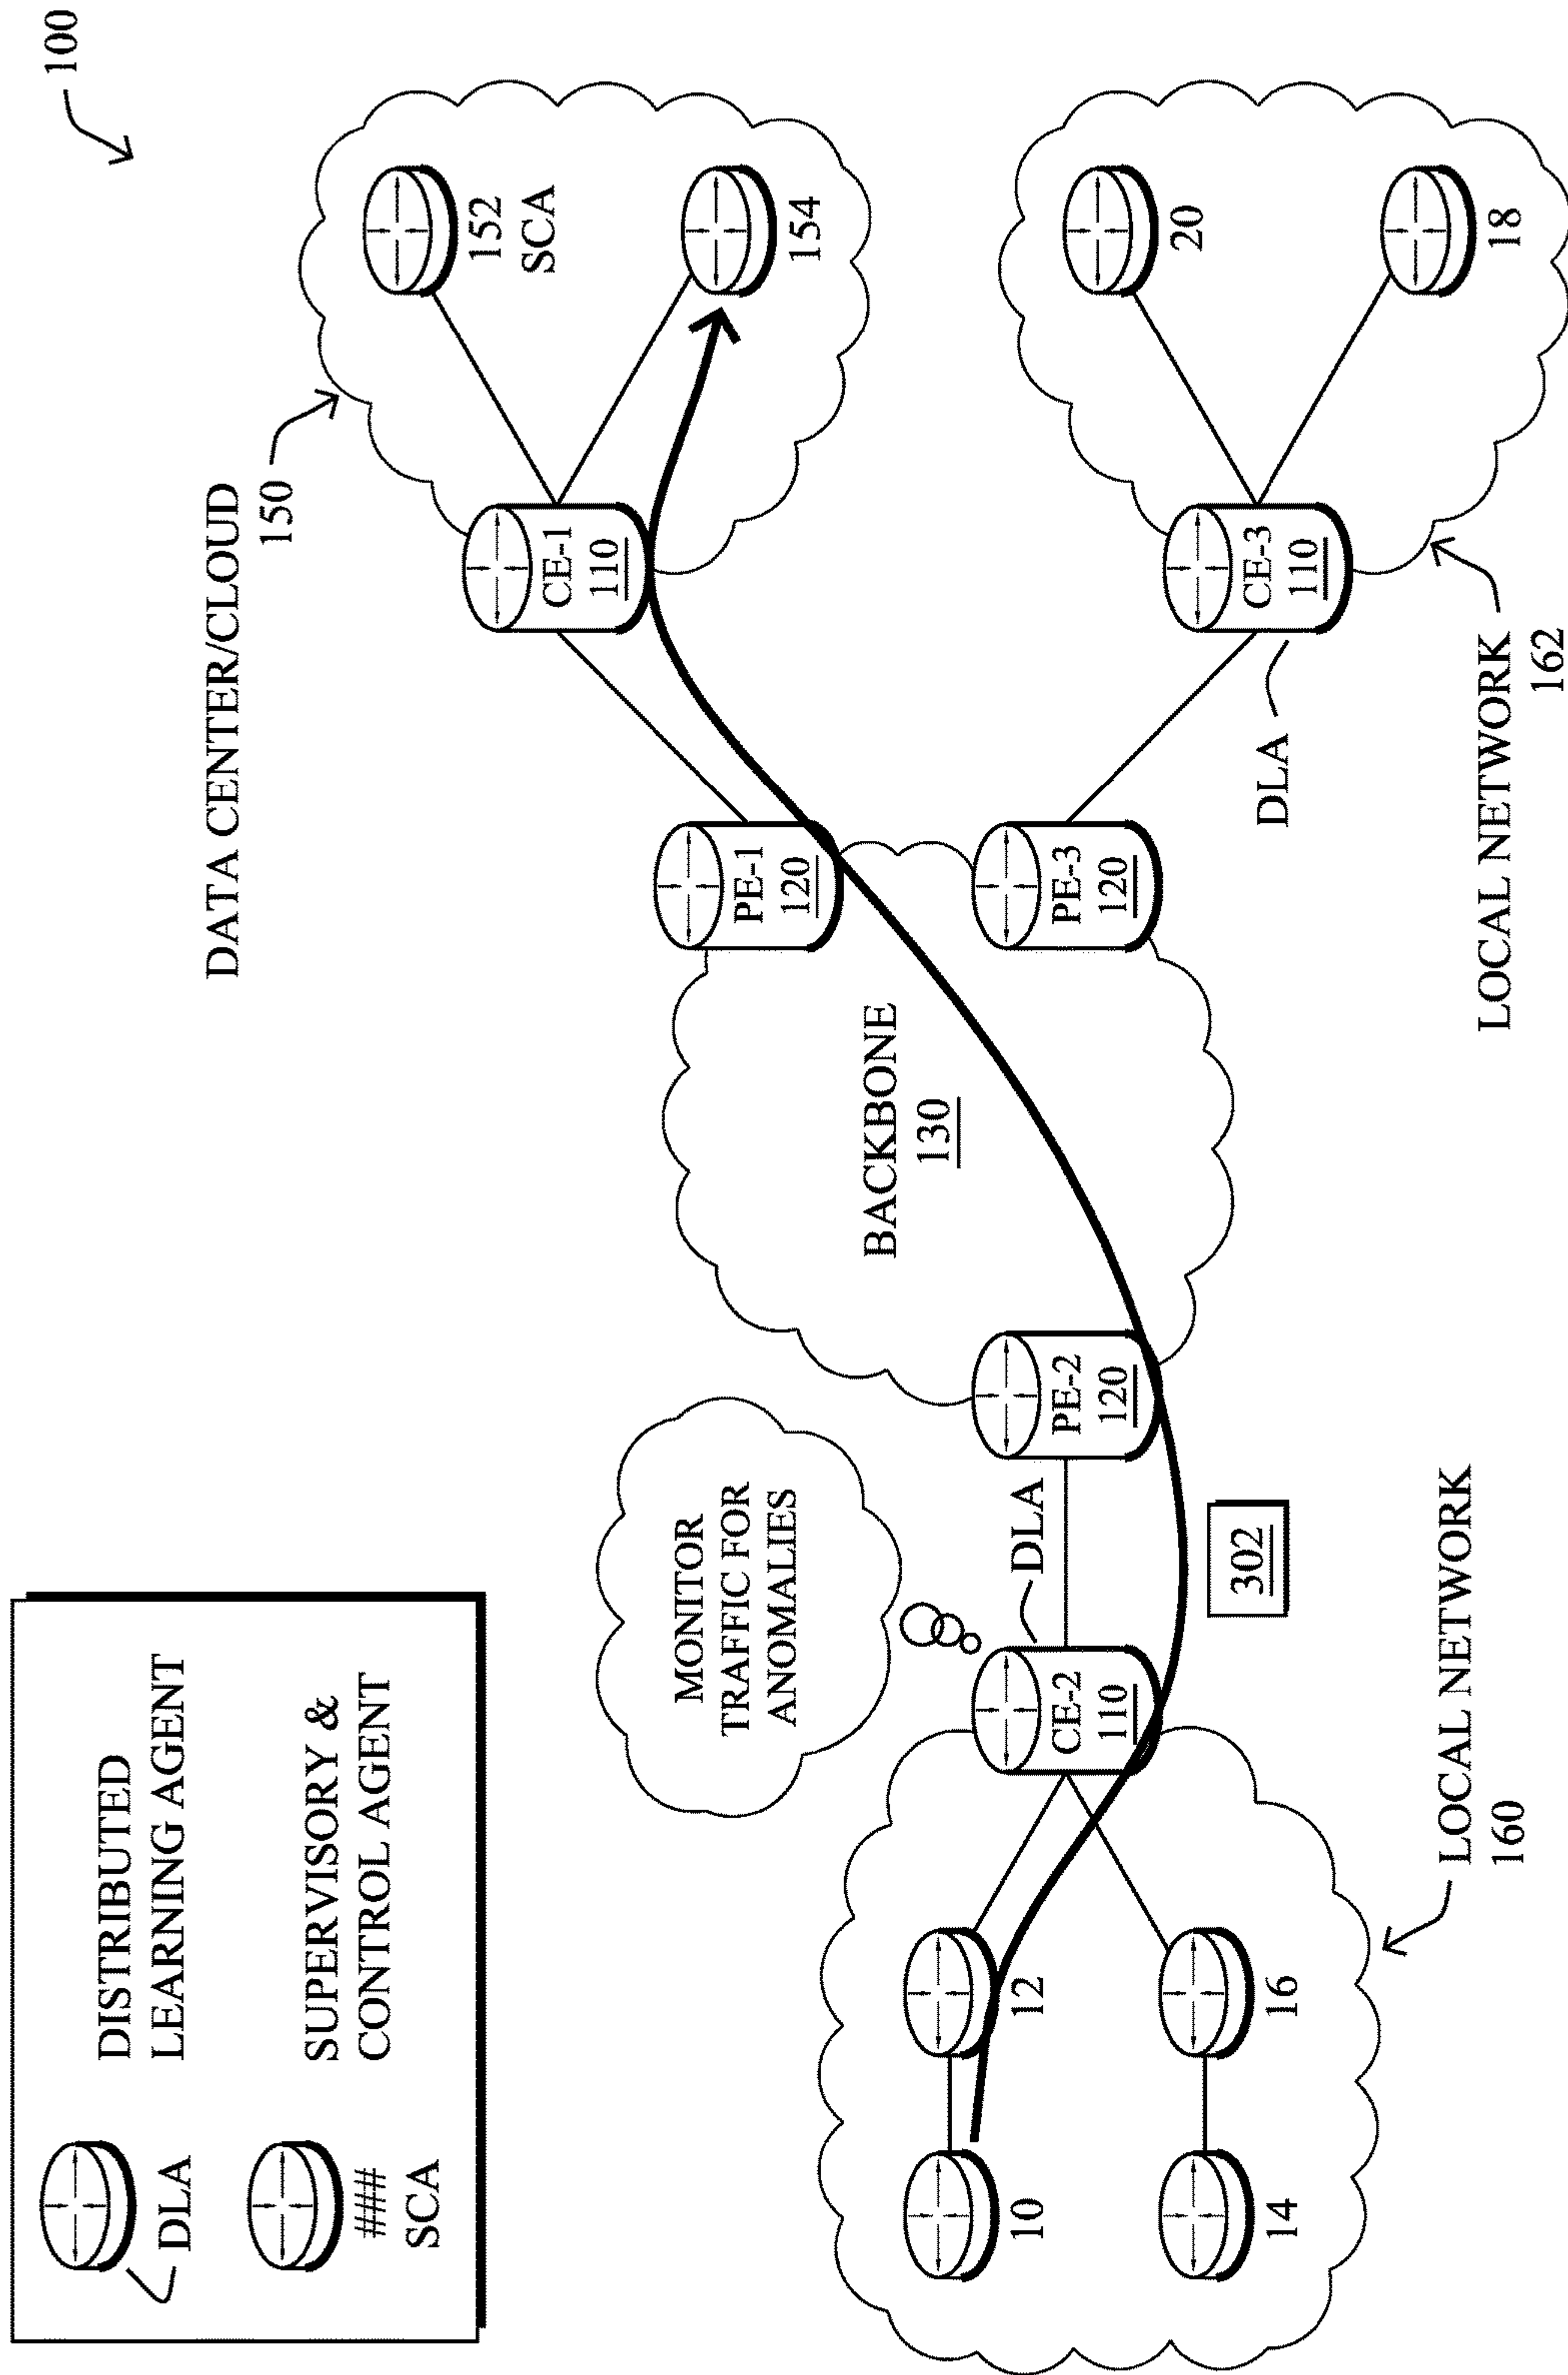 100
DISTRIBUTED
LEARNING AGENT
DLA
SUPERVISORY &
CONTROL AGENT
###
SCA
DATA CENTER/CLOUD
150
152
SCA
154
CE-1
110
PE-1
120
MONITOR
TRAFFIC FOR
ANOMALIES
BACKBONE
130
10
12
14
16
CE-2
110
DLA
PE-2
120
302
PE-3
120
CE-3
110
DLA
20
18
LOCAL NETWORK
160
LOCAL NETWORK
162